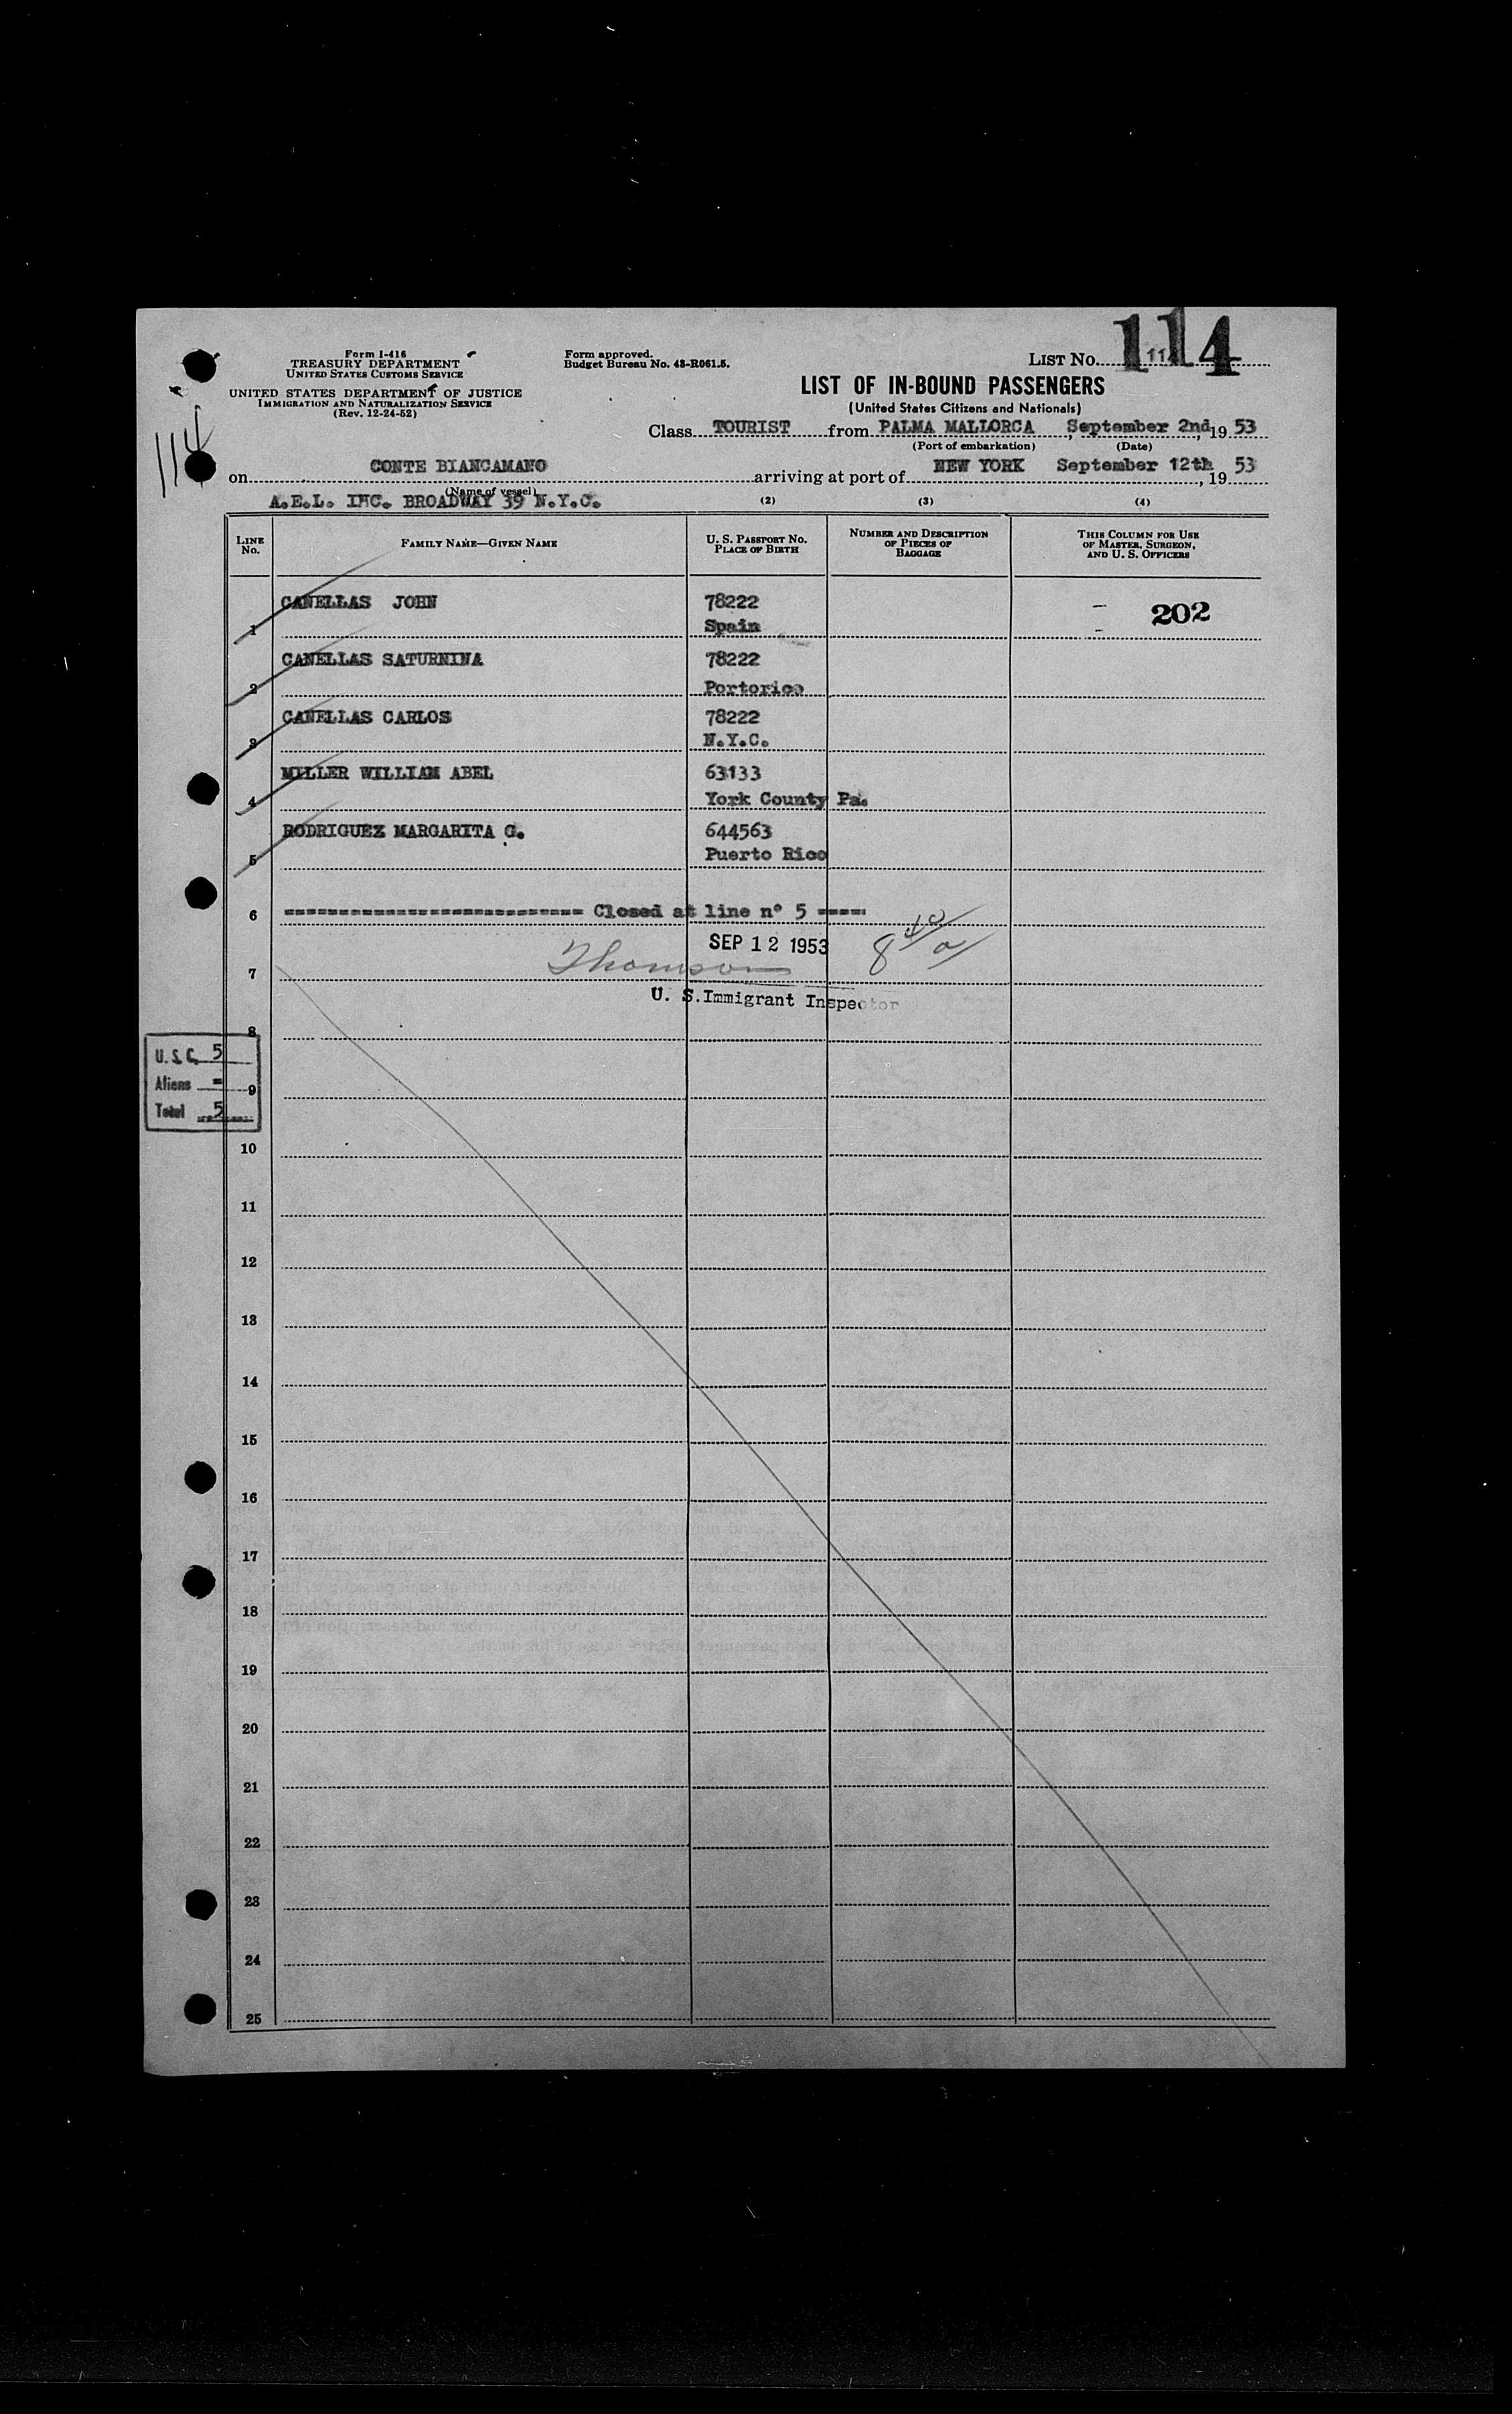 114
Form I-416
TREASURY DEPARTMENT
UNITED STATES CUSTOMS SERVICE
UNITED STATES DEPARTMENT OF JUSTICE
IMMIGRATION AND NATURALIZATION SERVICE
(Rev. 12-24-52)
Form approved.
Budget Bureau No. 43-R061.5.
LIST NO. 114
LIST OF IN-BOUND PASSENGERS
(United States Citizens and Nationals)
Class TOURIST from PALMA MALLORCA, September 2nd, 19 53
(Port of embarkation) (Date)
114
on CONTE BIANCAMANO arriving at port of NEW YORK September 12th, 19 53
(Name of vessel)
A.E.L. INC. BROADWAY 39 N.Y.C. (2) (3) (4)
LINE NO. FAMILY NAME—GIVEN NAME U. S. PASSPORT NO. PLACE OF BIRTH NUMBER AND DESCRIPTION OF PIECES OF BAGGAGE THIS COLUMN FOR USE OF MASTER, SURGEON, AND U. S. OFFICERS
CANELLAS JOHN 78222 – 202
1 Spain –
CANELLAS SATURNINA 78222
2 Portorico
CANELLAS CARLOS 78222
3 N.Y.C.
MILLER WILLIAM ABEL 63133
4 York County Pa.
RODRIGUEZ MARGARITA G. 644563
5 Puerto Rico
6 ========================== Closed at line n° 5 ====
SEP 12 1953
7 Thomson
U. S. Immigrant Inspector
8
U.S.C. 5
Aliens - 9
Total 5
10
11
12
13
14
15
16
17
18
19
20
21
22
23
24
25